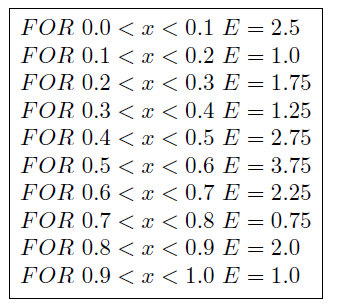 FOR 0.0 < x < 0.1 E = 2.5
FOR 0.1 < x < 0.2 E = 1.0
FOR 0.2 < x < 0.3 E = 1.75
FOR 0.3 < x < 0.4 E = 1.25
FOR 0.4 < x < 0.5 E = 2.75
FOR 0.5 < x < 0.6 E = 3.75
FOR 0.6 < x < 0.7 E = 2.25
FOR 0.7 < x < 0.8 E = 0.75
FOR 0.8 < x < 0.9 E = 2.0
FOR 0.9 < x < 1.0 E = 1.0